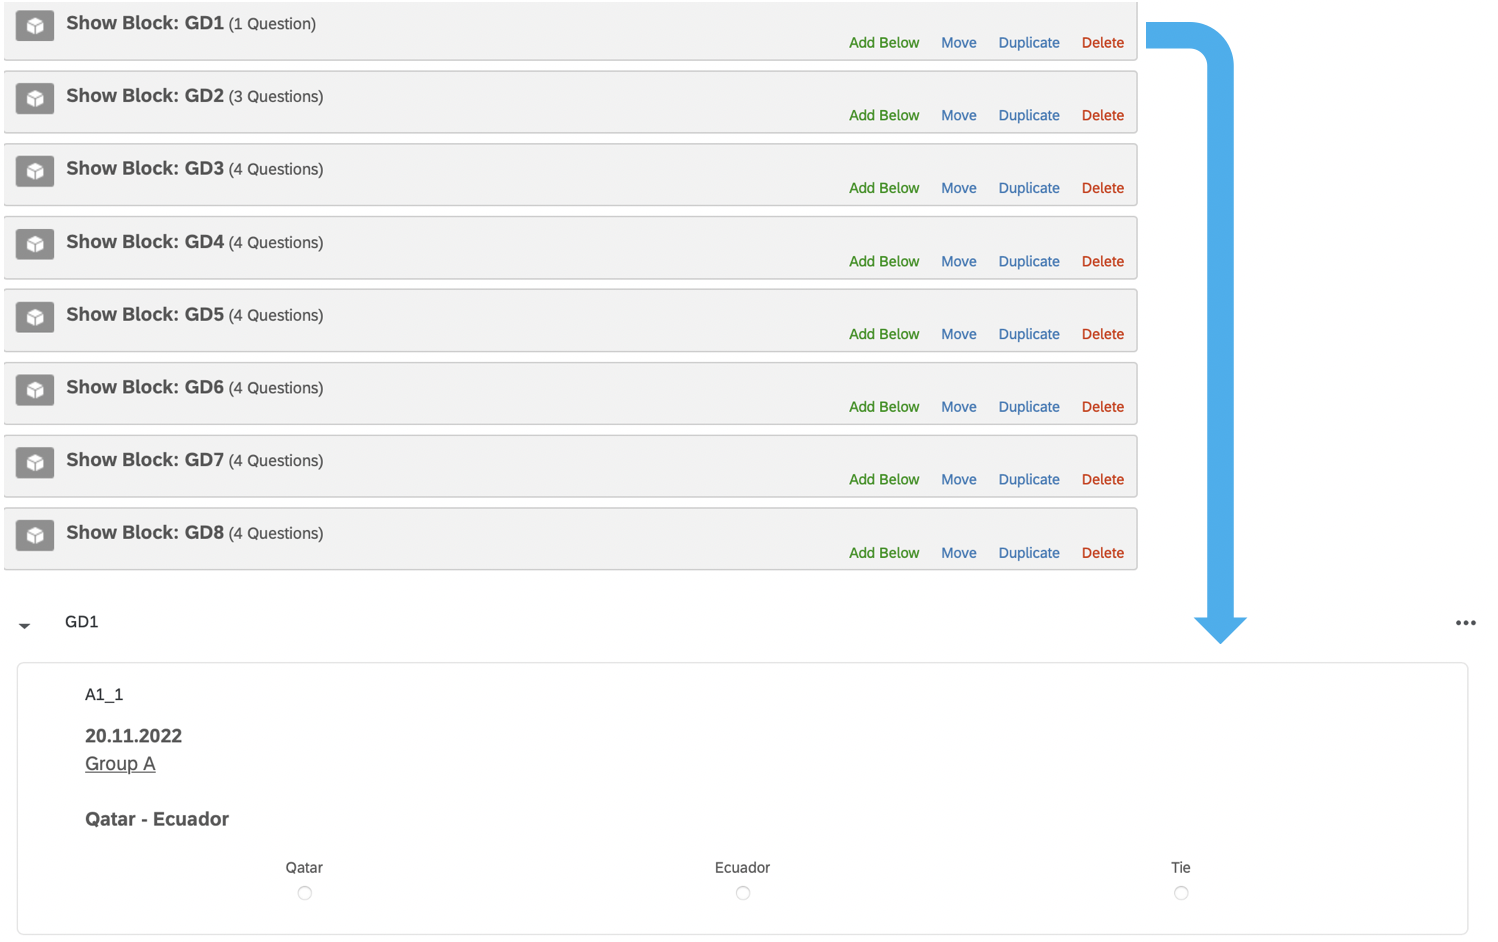 Show Block: GD1 (1 Question)
Add Below Move Duplicate Delete
Show Block: GD2 (3 Questions)
Add Below Move Duplicate Delete
Show Block: GD3 (4 Questions)
Add Below Move Duplicate Delete
Show Block: GD4 (4 Questions)
Add Below Move Duplicate Delete
Show Block: GD5 (4 Questions)
Add Below Move Duplicate Delete
Show Block: GD6 (4 Questions)
Add Below Move Duplicate Delete
Show Block: GD7 (4 Questions)
Add Below Move Duplicate Delete
Show Block: GD8 (4 Questions)
Add Below Move Duplicate Delete
GD1
A1_1
20.11.2022
Group A
Qatar - Ecuador
Qatar Ecuador Tie